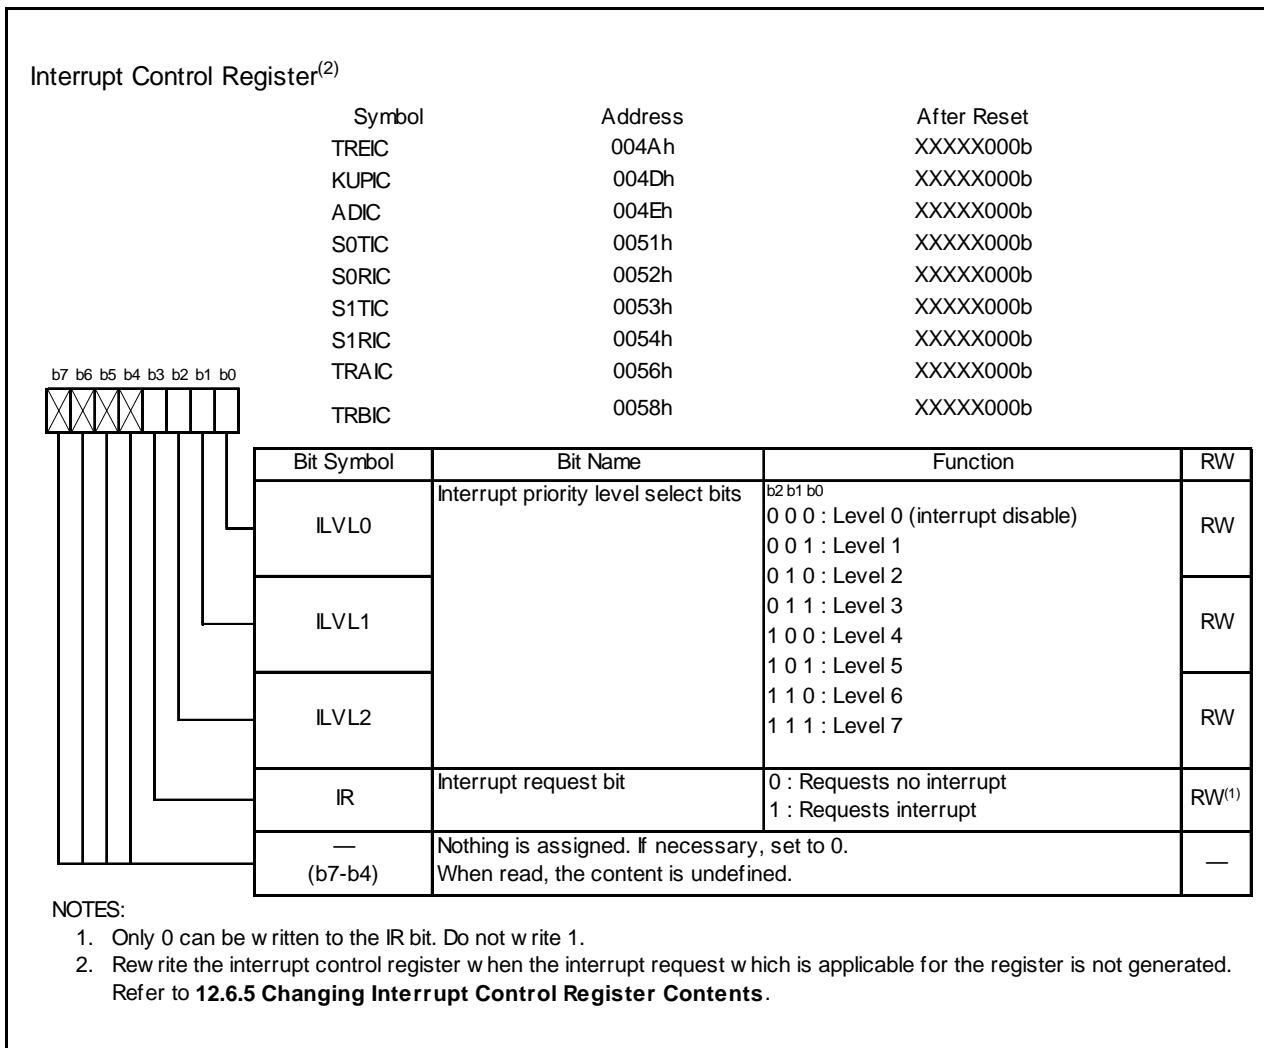 Interrupt Control Register(2)
Symbol Address After Reset
TREIC 004Ah XXXXX000b
KUPIC 004Dh XXXXX000b
ADIC 004Eh XXXXX000b
S0TIC 0051h XXXXX000b
S0RIC 0052h XXXXX000b
S1TIC 0053h XXXXX000b
S1RIC 0054h XXXXX000b
TRAIC 0056h XXXXX000b
TRBIC 0058h XXXXX000b
b7 b6 b5 b4 b3 b2 b1 b0
Bit Symbol Bit Name Function RW
ILVL0 Interrupt priority level select bits b2 b1 b0
0 0 0 : Level 0 (interrupt disable)
0 0 1 : Level 1
0 1 0 : Level 2
0 1 1 : Level 3
1 0 0 : Level 4
1 0 1 : Level 5
1 1 0 : Level 6
1 1 1 : Level 7
RW
ILVL1 RW
ILVL2 RW
IR Interrupt request bit 0 : Requests no interrupt
1 : Requests interrupt
RW(1)
—
(b7-b4)
Nothing is assigned. If necessary, set to 0.
When read, the content is undefined.
—
NOTES:
1. Only 0 can be written to the IR bit. Do not write 1.
2. Rewrite the interrupt control register when the interrupt request which is applicable for the register is not generated.
Refer to 12.6.5 Changing Interrupt Control Register Contents.